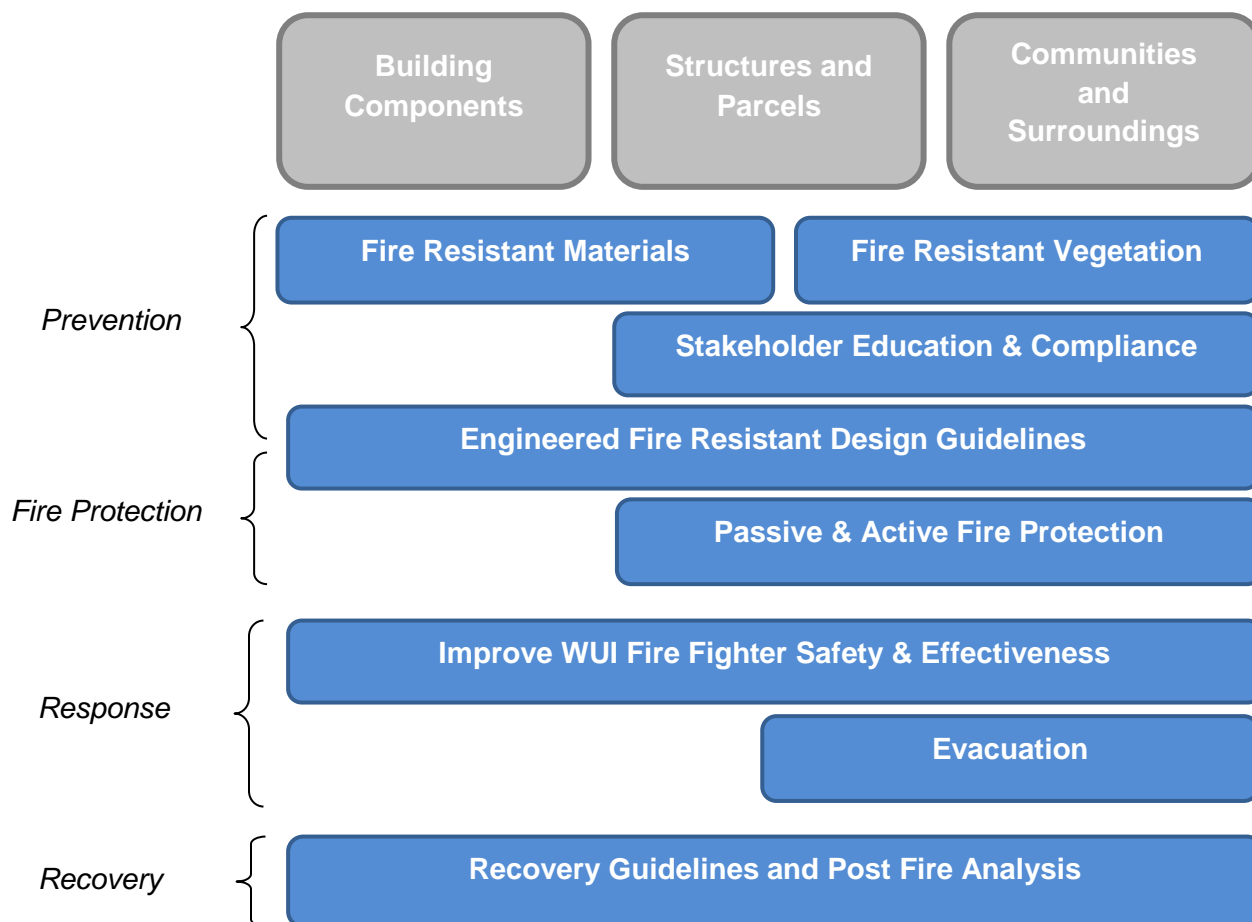 Building
Components
Structures and
Parcels
Communities
and
Surroundings
Prevention
Fire Resistant Materials
Fire Resistant Vegetation
Stakeholder Education & Compliance
Engineered Fire Resistant Design Guidelines
Fire Protection
Passive & Active Fire Protection
Response
Improve WUI Fire Fighter Safety & Effectiveness
Evacuation
Recovery
Recovery Guidelines and Post Fire Analysis